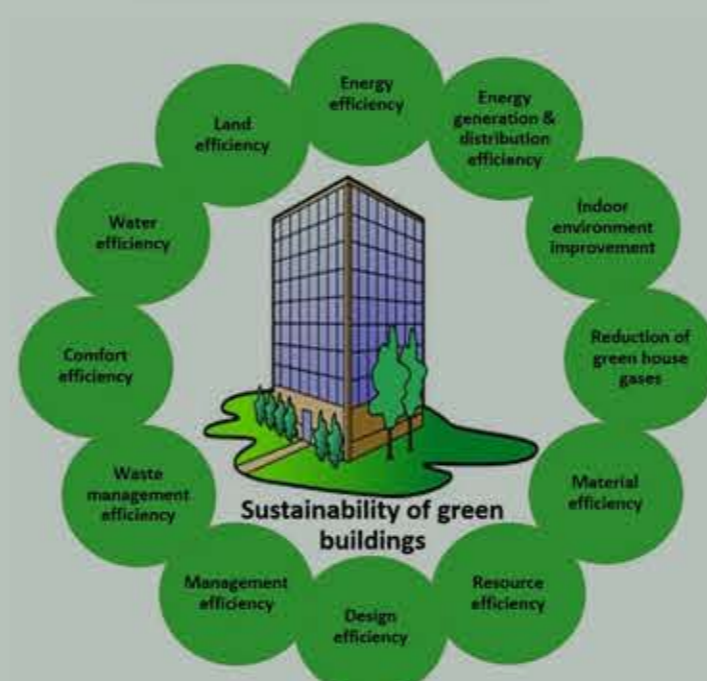 Energy
efficiency
Energy
generation &
distribution
efficiency
Indoor
environment
improvement
Reduction of
green house
gases
Material
efficiency
Resource
efficiency
Design
efficiency
Management
efficiency
Waste
management
efficiency
Comfort
efficiency
Water
efficiency
Land
efficiency
Sustainability of green
buildings